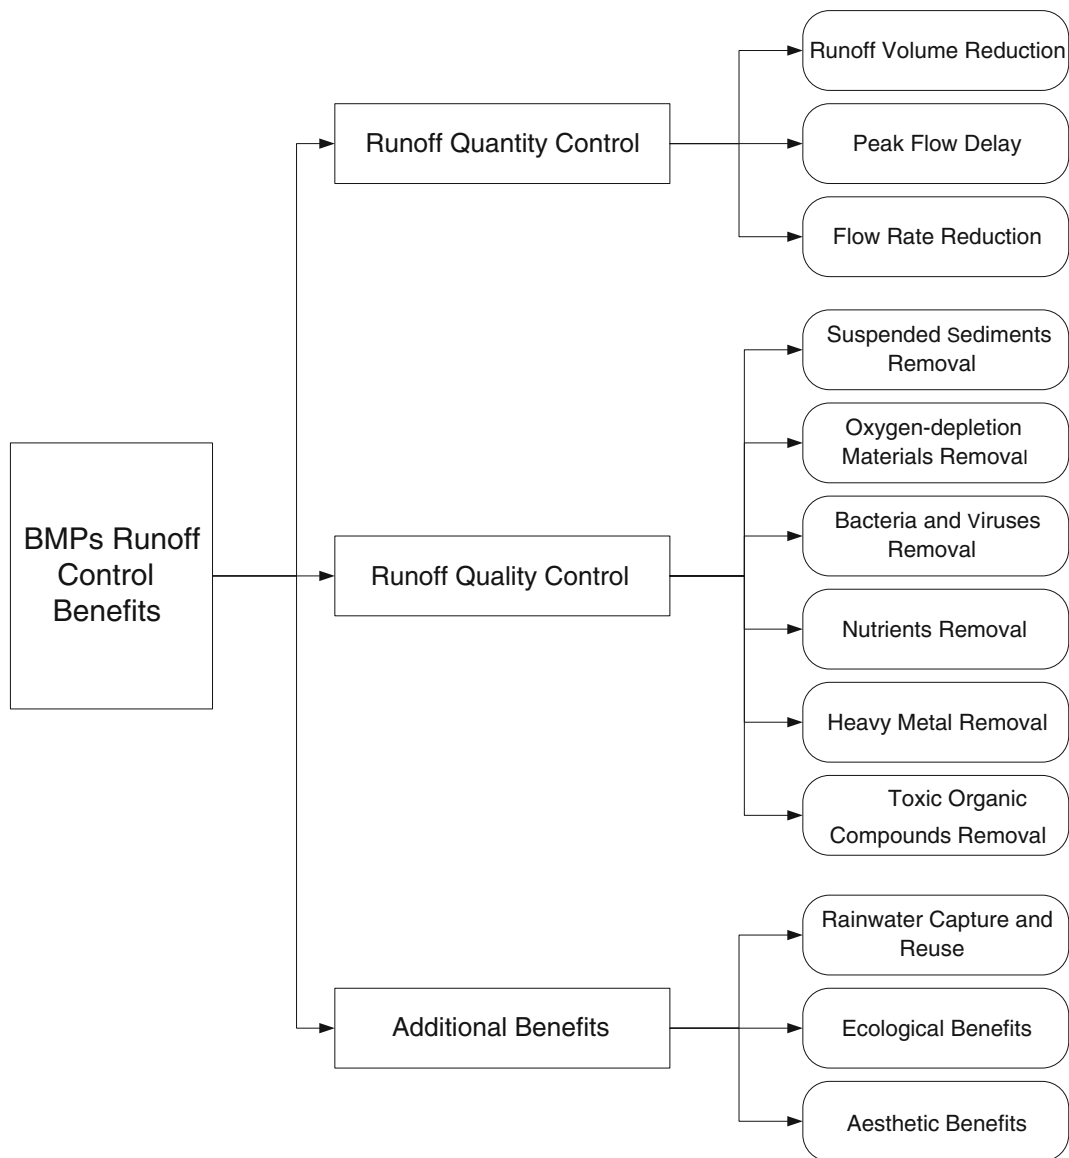 BMPs Runoff
Control
Benefits
Runoff Quantity Control
Runoff Volume Reduction
Peak Flow Delay
Flow Rate Reduction
Runoff Quality Control
Suspended Sediments
Removal
Oxygen-depletion
Materials Removal
Bacteria and Viruses
Removal
Nutrients Removal
Heavy Metal Removal
Toxic Organic
Compounds Removal
Additional Benefits
Rainwater Capture and
Reuse
Ecological Benefits
Aesthetic Benefits